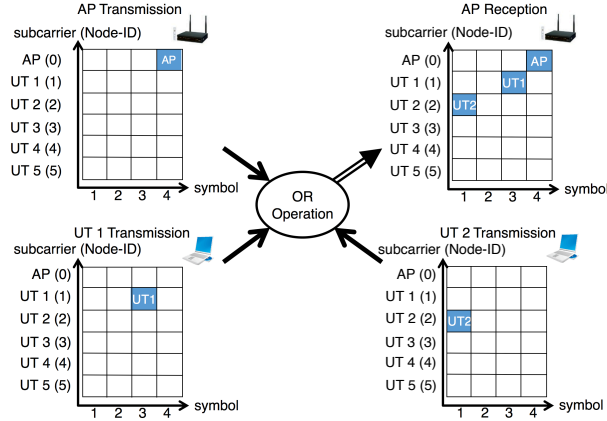 AP Transmission
subcarrier (Node-ID)
AP (0)
AP
UT 1 (1)
UT 2 (2)
UT 3 (3)
UT 4 (4)
UT 5 (5)
1 2 3 4
symbol
AP Reception
subcarrier (Node-ID)
AP (0)
AP
UT 1 (1)
UT1
UT 2 (2)
UT2
UT 3 (3)
UT 4 (4)
UT 5 (5)
1 2 3 4
symbol
OR
Operation
UT 1 Transmission
subcarrier (Node-ID)
AP (0)
UT 1 (1)
UT1
UT 2 (2)
UT 3 (3)
UT 4 (4)
UT 5 (5)
1 2 3 4
symbol
UT 2 Transmission
subcarrier (Node-ID)
AP (0)
UT 1 (1)
UT 2 (2)
UT2
UT 3 (3)
UT 4 (4)
UT 5 (5)
1 2 3 4
symbol